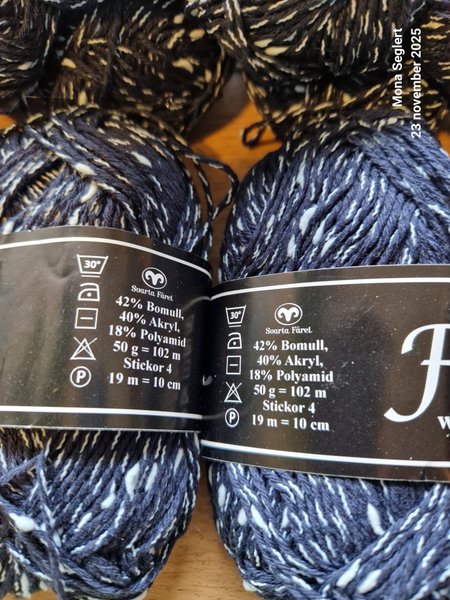 Mona Seglert
23 november 2025
30°
Svarta Fåret
42% Bomull,
40% Akryl,
18% Polyamid
50 g = 102 m
Stickor 4
19 m = 10 cm
P
30°
Svarta Fåret
42% Bomull,
40% Akryl,
18% Polyamid
50 g = 102 m
Stickor 4
19 m = 10 cm
P